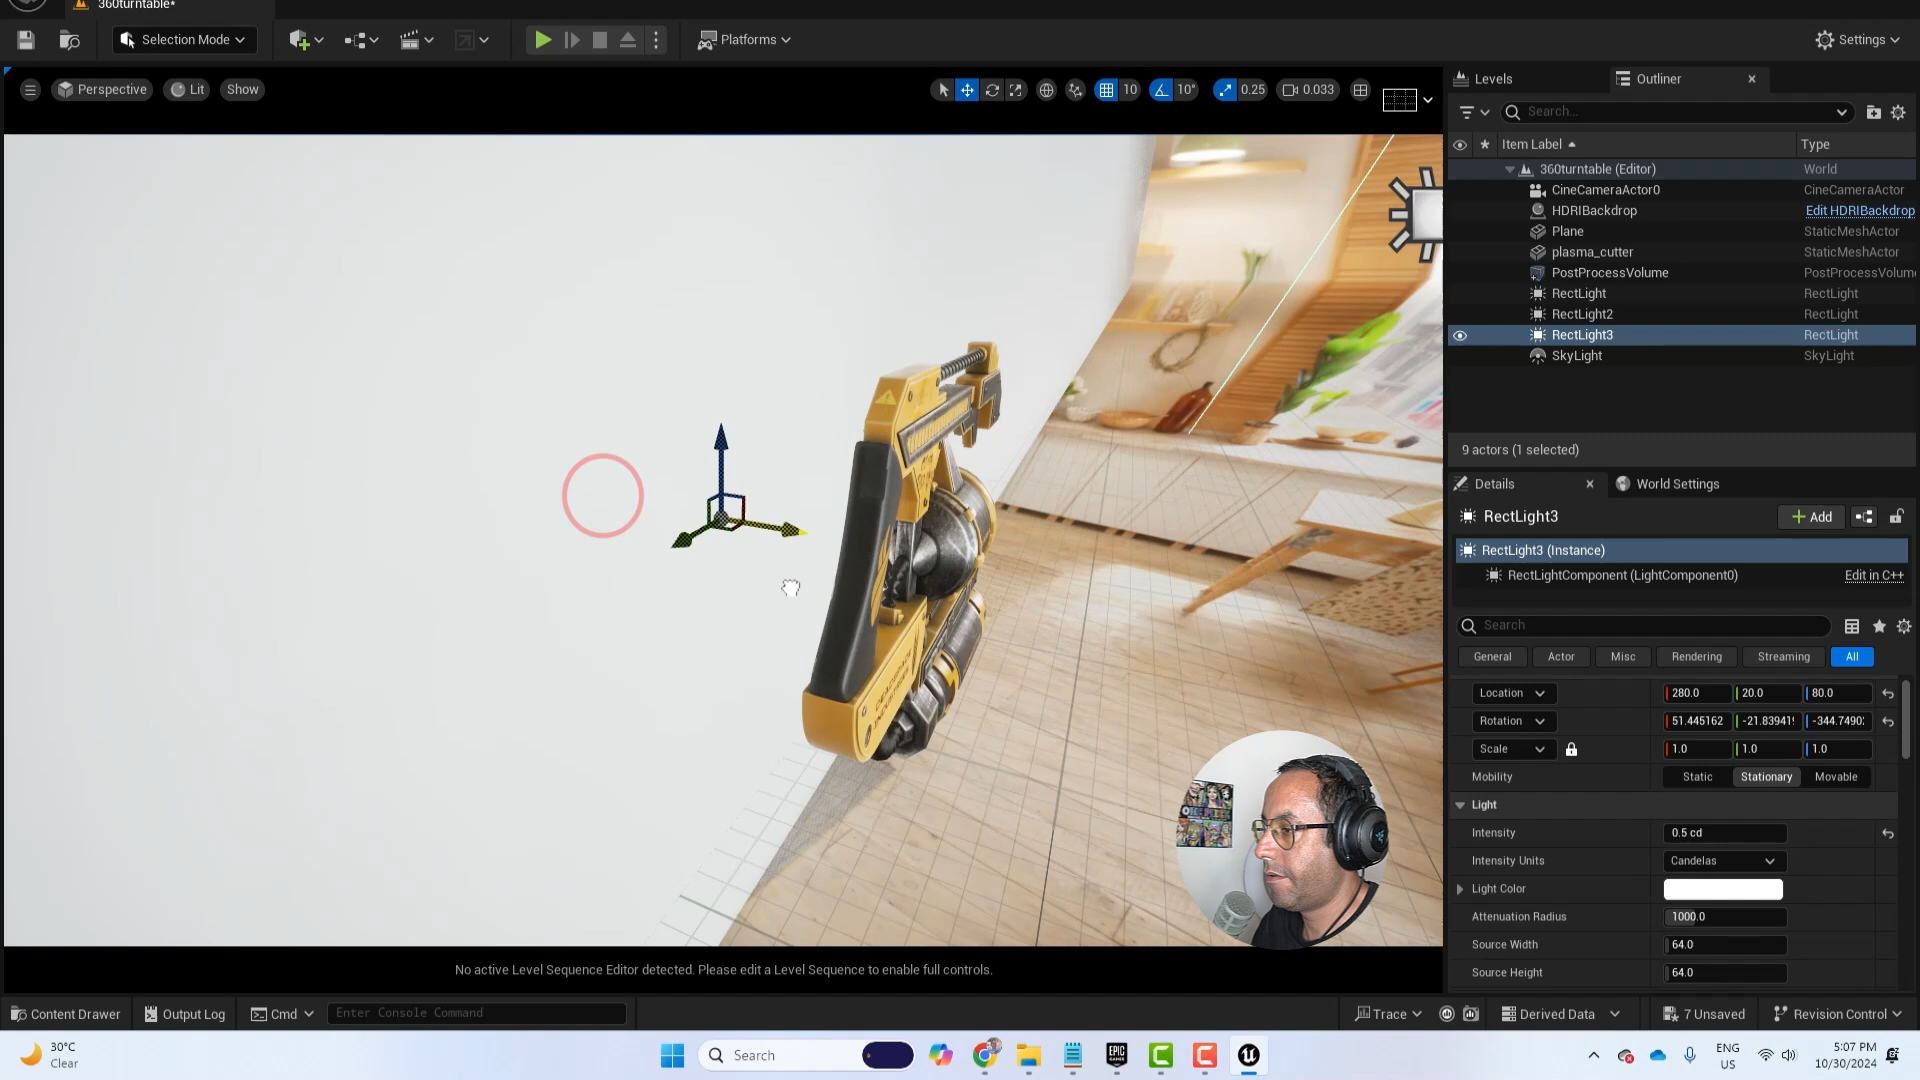 360turntable*
Selection Mode
Platforms
Settings
Perspective
Lit
Show
10
10°
0.25
0.033
Levels
Outliner
Search...
Item Label
Type
360turntable (Editor)
World
CineCameraActor0
CineCameraActor
HDRIBackdrop
Edit HDRIBackdrop
Plane
StaticMeshActor
plasma_cutter
StaticMeshActor
PostProcessVolume
PostProcessVolum
RectLight
RectLight
RectLight2
RectLight
RectLight3
RectLight
SkyLight
SkyLight
9 actors (1 selected)
Details
World Settings
RectLight3
Add
RectLight3 (Instance)
RectLightComponent (LightComponent0)
Edit in C++
Search
General
Actor
Misc
Rendering
Streaming
All
Location
280.0
20.0
80.0
Rotation
51.445162
-21.83941
-344.7490
Scale
1.0
1.0
1.0
Mobility
Static
Stationary
Movable
Light
Intensity
0.5 cd
Intensity Units
Candelas
Light Color
Attenuation Radius
1000.0
Source Width
64.0
Source Height
64.0
No active Level Sequence Editor detected. Please edit a Level Sequence to enable full controls.
Content Drawer
Output Log
Cmd
Enter Console Command
Trace
Derived Data
7 Unsaved
Revision Control
30°C
Clear
Search
EPIC
GAMES
ENG
US
5:07 PM
10/30/2024